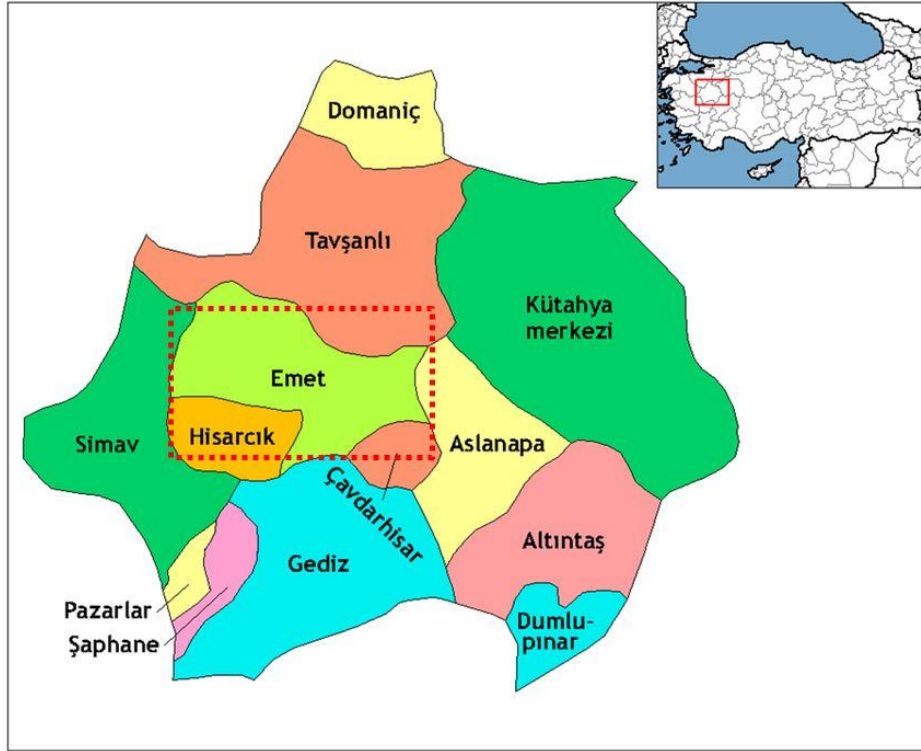 Domaniç
Tavşanlı
Kütahya
merkezi
Emet
Hisarcık
Simav
Aslanapa
Çavdarhisar
Altıntaş
Gediz
Pazarlar
Şaphane
Dumlu-
pınar